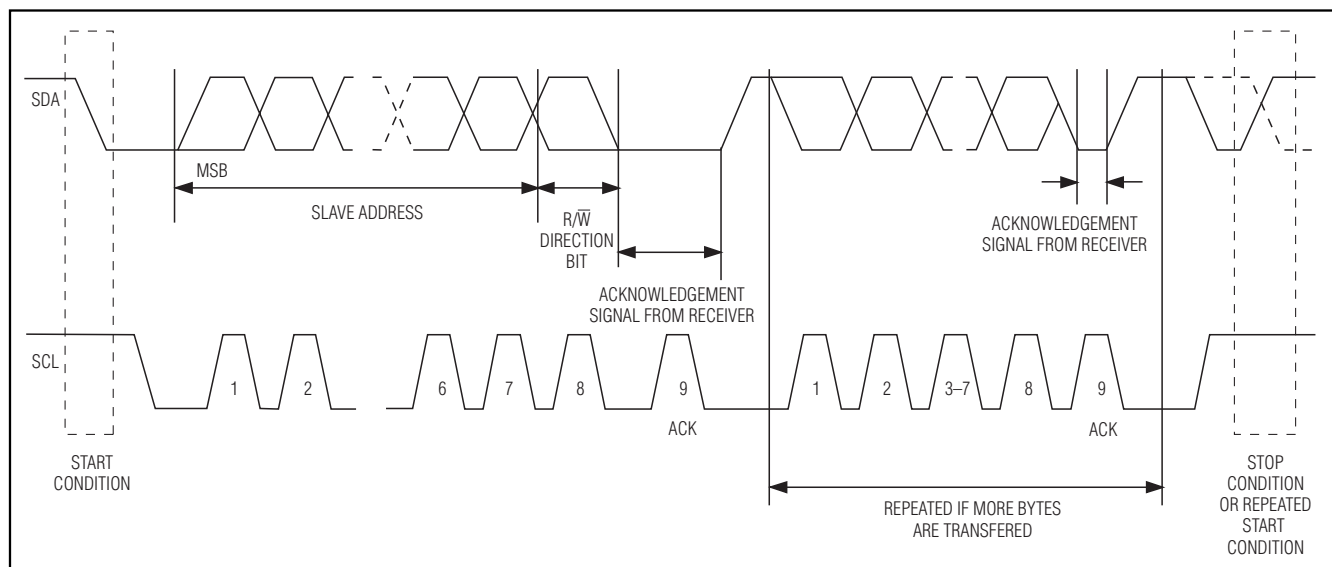 SDA
MSB
SLAVE ADDRESS
R/W̅
DIRECTION
BIT
ACKNOWLEDGEMENT
SIGNAL FROM RECEIVER
ACKNOWLEDGEMENT
SIGNAL FROM RECEIVER
SCL
1 2 6 7 8 9 1 2 3–7 8 9
ACK ACK
START
CONDITION
REPEATED IF MORE BYTES
ARE TRANSFERED
STOP
CONDITION
OR REPEATED
START
CONDITION